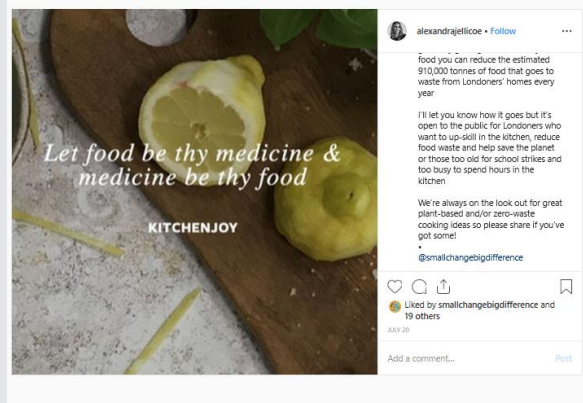 Let food be thy medicine &
medicine be thy food
KITCHENJOY
alexandrajellicoe • Follow
food you can reduce the estimated
910,000 tonnes of food that goes to
waste from Londoners' homes every
year
I'll let you know how it goes but it's
open to the public for Londoners who
want to up-skill in the kitchen, reduce
food waste and help save the planet
or those too old for school strikes and
too busy to spend hours in the
kitchen
We're always on the look out for great
plant-based and/or zero-waste
cooking ideas so please share if you've
got some!
•
@smallchangebigdifference
Liked by smallchangebigdifference and
19 others
JULY 20
Add a comment...
Post